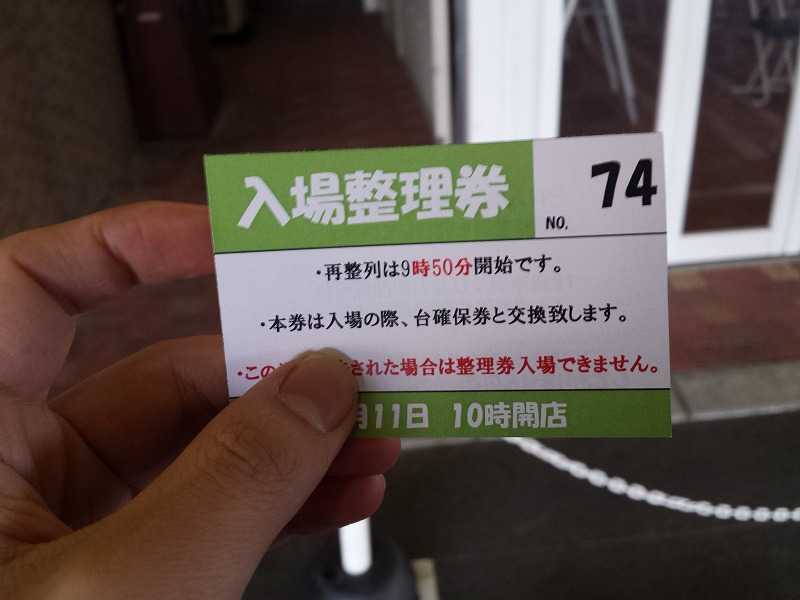 入場整理券
NO. 74
・再整列は9時50分開始です。
・本券は入場の際、台確保券と交換致します。
・この された場合は整理券入場できません。
月11日 10時開店